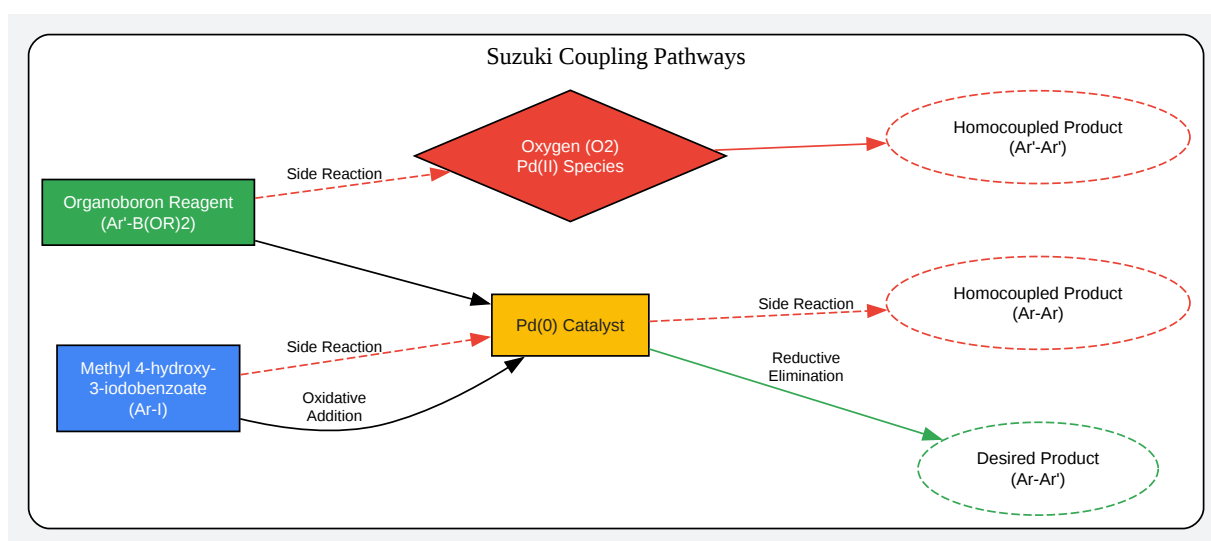 Suzuki Coupling Pathways
Oxygen (O2)
Pd(II) Species
Homocoupled Product
(Ar'-Ar')
Side Reaction
Organoboron Reagent
(Ar'-B(OR)2)
Homocoupled Product
(Ar-Ar)
Side Reaction
Pd(0) Catalyst
Side Reaction
Methyl 4-hydroxy-
3-iodobenzoate
(Ar-I)
Oxidative
Addition
Reductive
Elimination
Desired Product
(Ar-Ar')